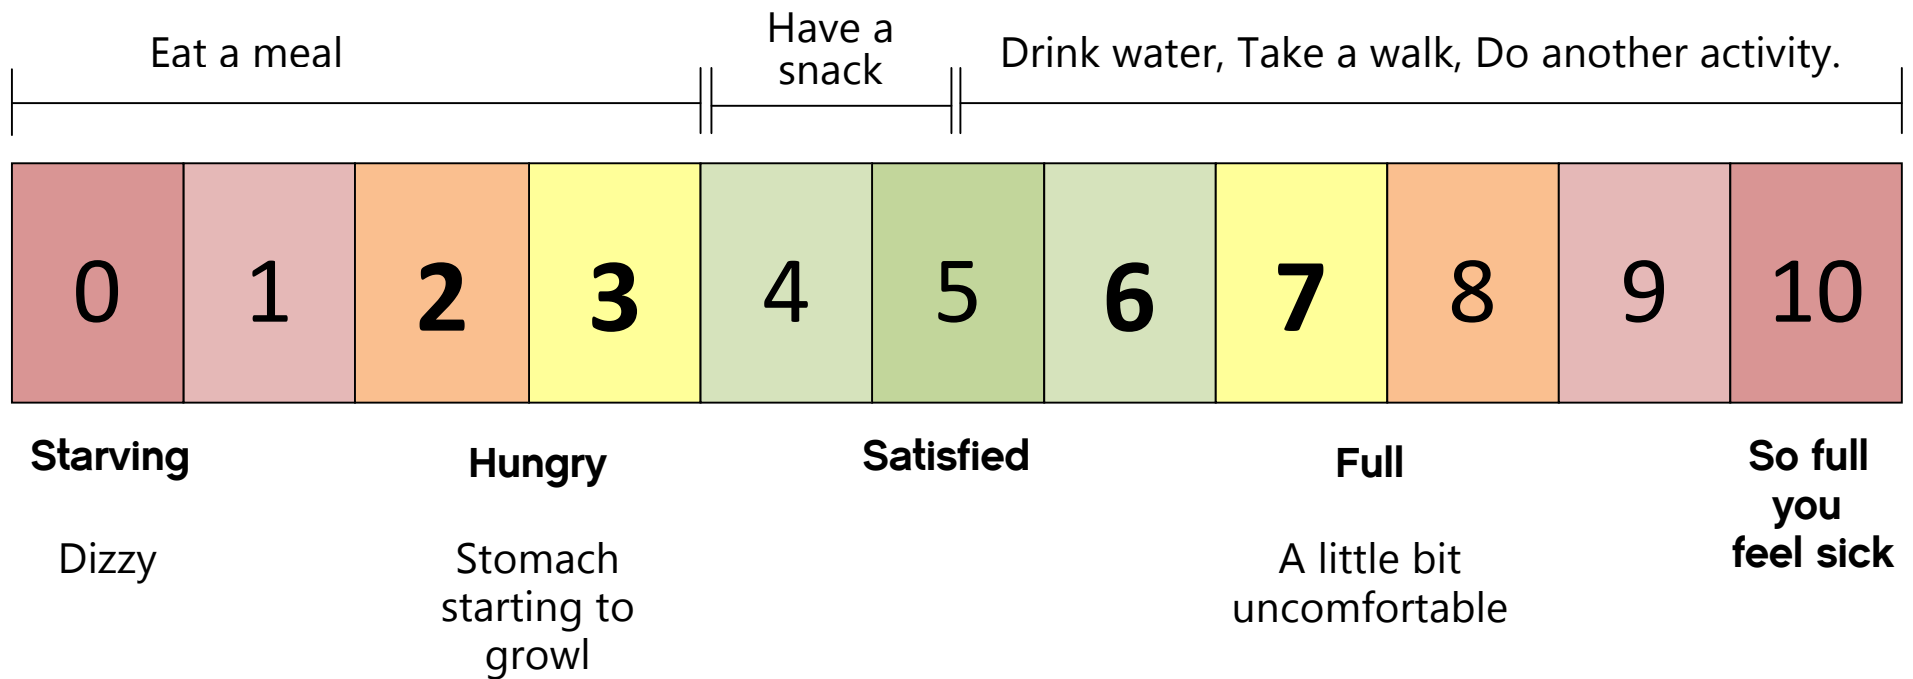 Eat a meal
Have a
snack
Drink water, Take a walk, Do another activity.
0 1 2 3 4 5 6 7 8 9 10
Starving
Dizzy
Hungry
Stomach
starting to
growl
Satisfied
Full
A little bit
uncomfortable
So full
you
feel sick